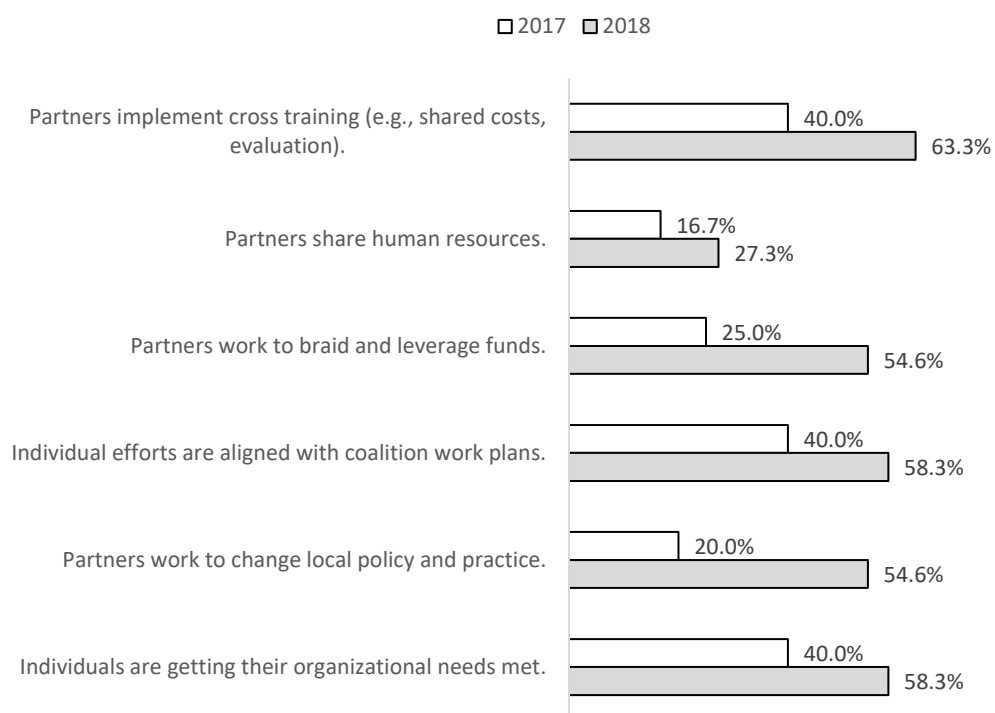 2017 2018
Partners implement cross training (e.g., shared costs,
evaluation).
40.0%
63.3%
Partners share human resources.
16.7%
27.3%
Partners work to braid and leverage funds.
25.0%
54.6%
Individual efforts are aligned with coalition work plans.
40.0%
58.3%
Partners work to change local policy and practice.
20.0%
54.6%
Individuals are getting their organizational needs met.
40.0%
58.3%